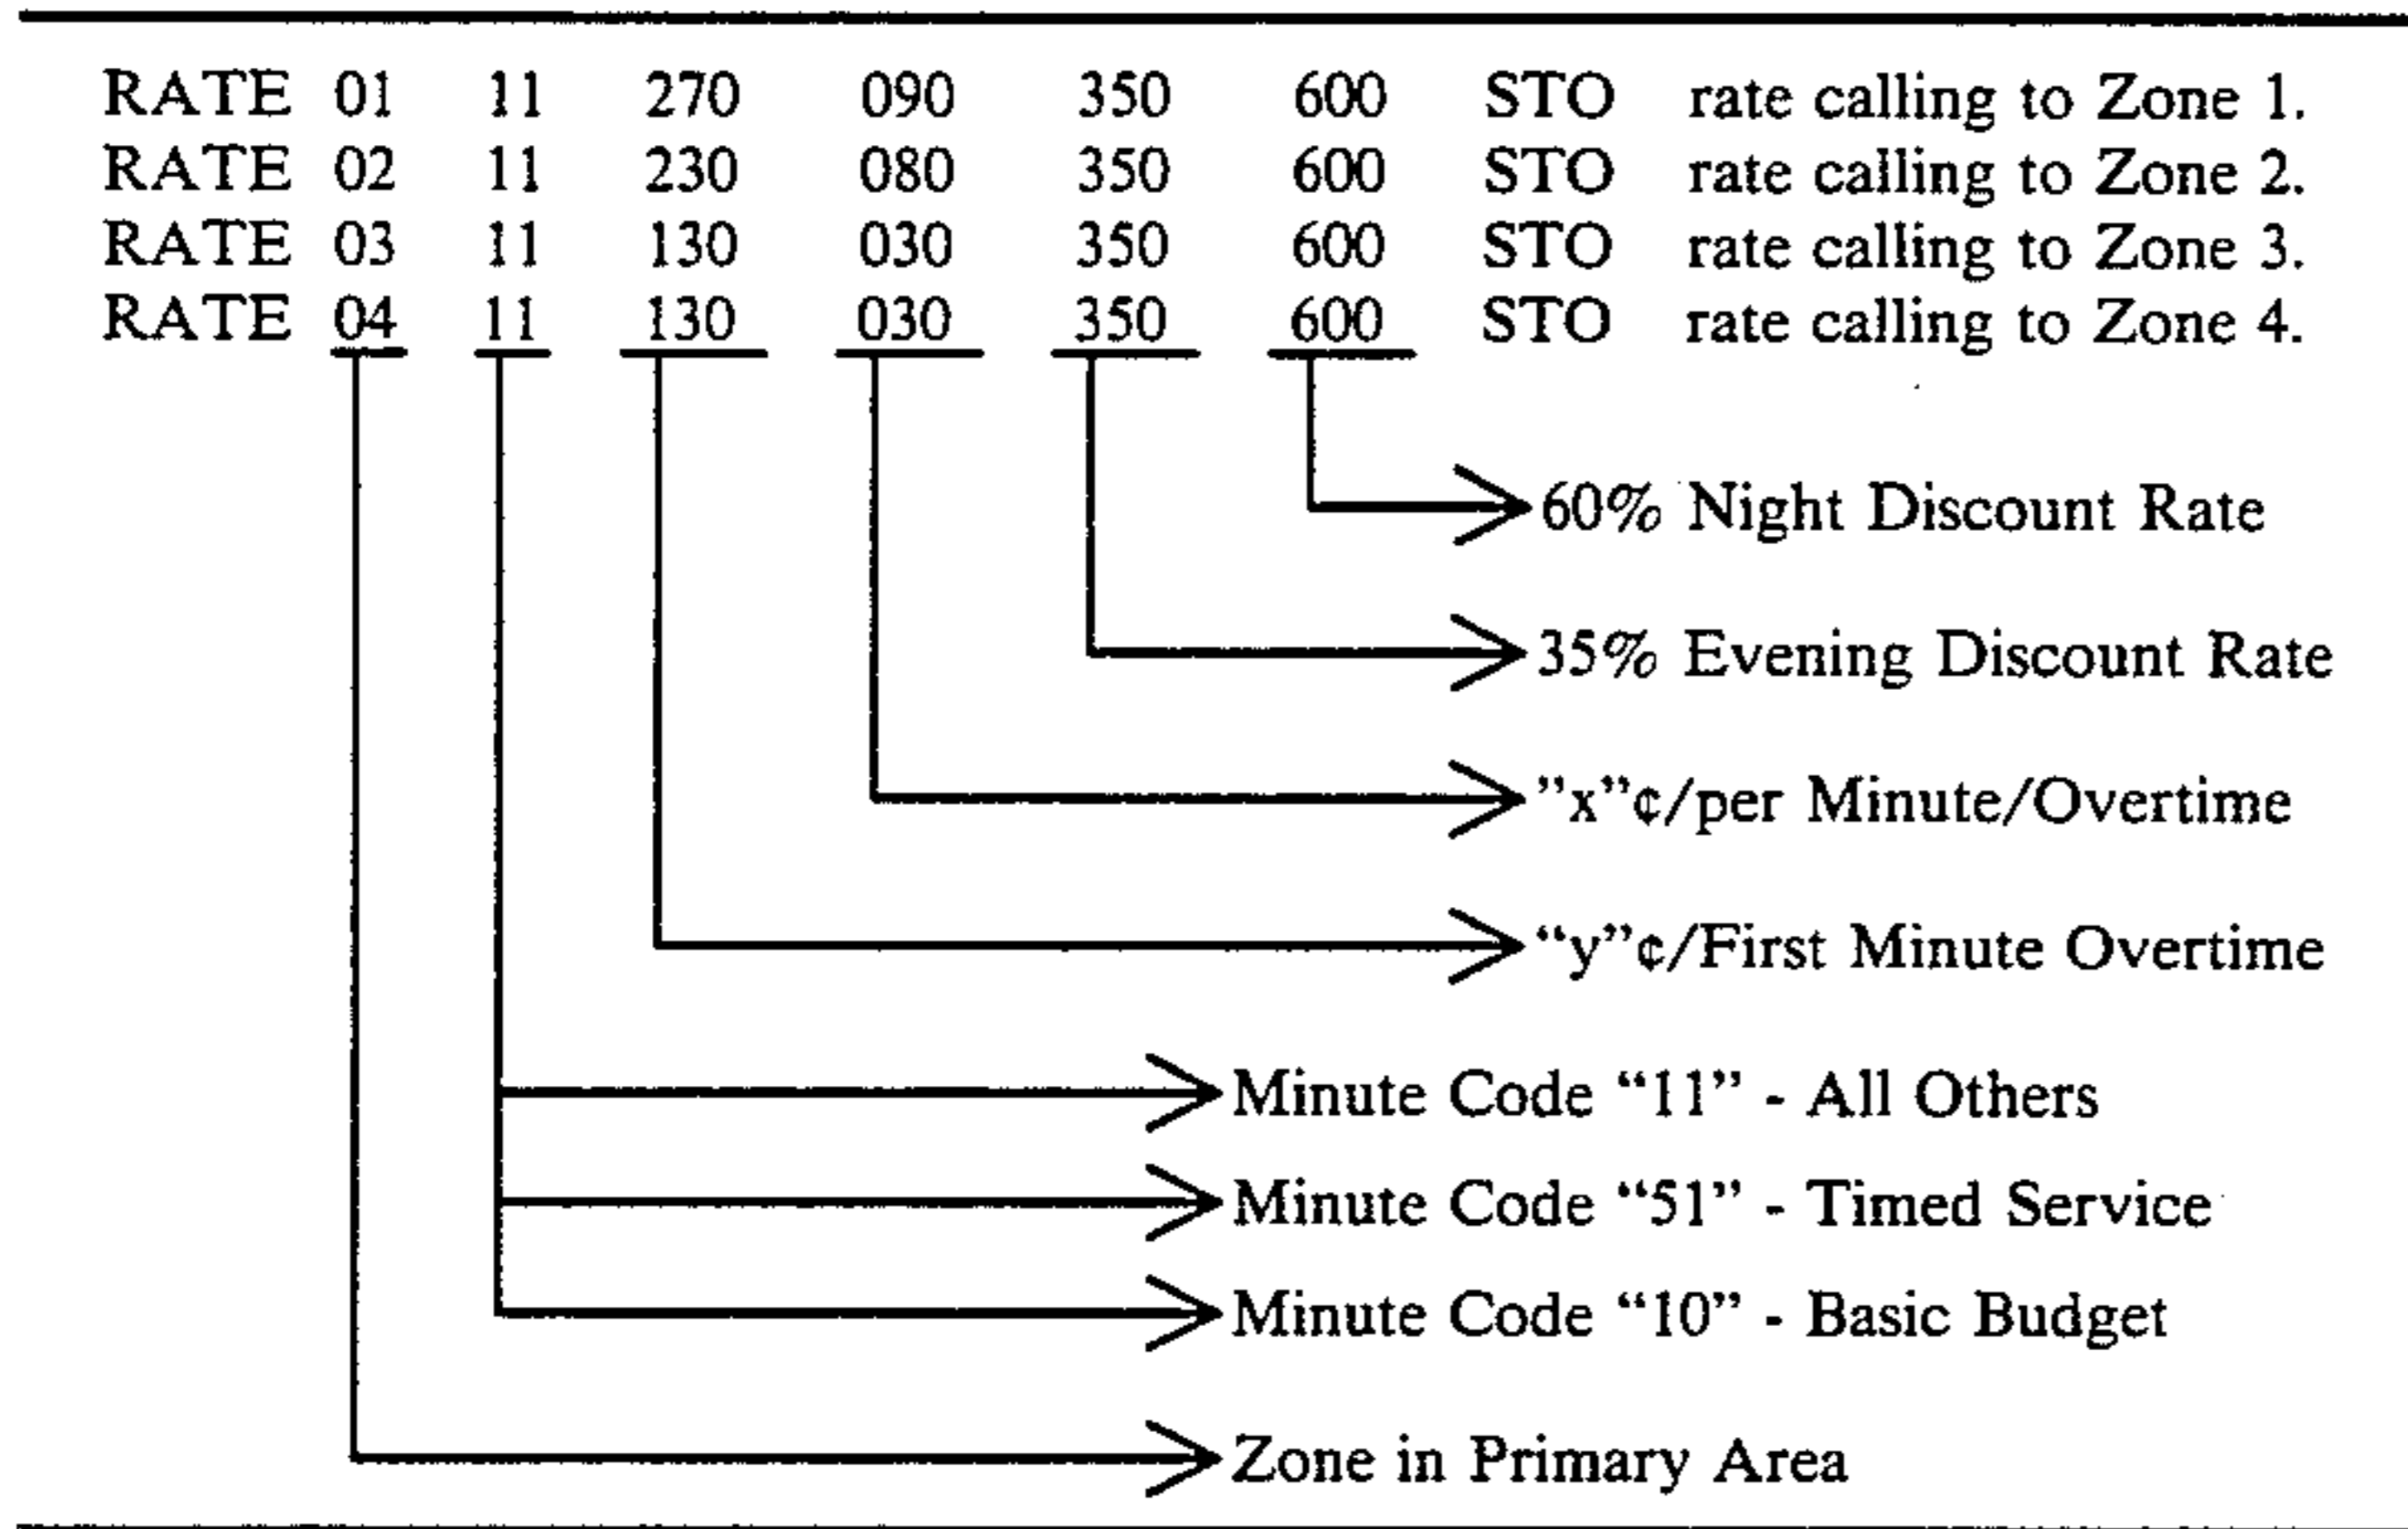 RATE 01 11 270 090 350 600 STO rate calling to Zone 1.
RATE 02 11 230 080 350 600 STO rate calling to Zone 2.
RATE 03 11 130 030 350 600 STO rate calling to Zone 3.
RATE 04 11 130 030 350 600 STO rate calling to Zone 4.
60% Night Discount Rate
35% Evening Discount Rate
”x”¢/per Minute/Overtime
“y”¢/First Minute Overtime
Minute Code “11” - All Others
Minute Code “51” - Timed Service
Minute Code “10” - Basic Budget
Zone in Primary Area